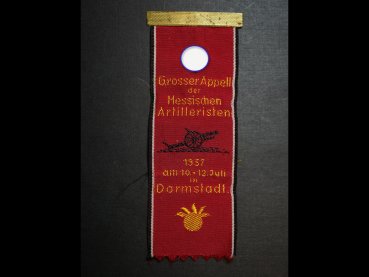 Grosser Appell
der
Hessischen
Artilleristen
1937
am 10.-12. Juli
in
Darmstadt.